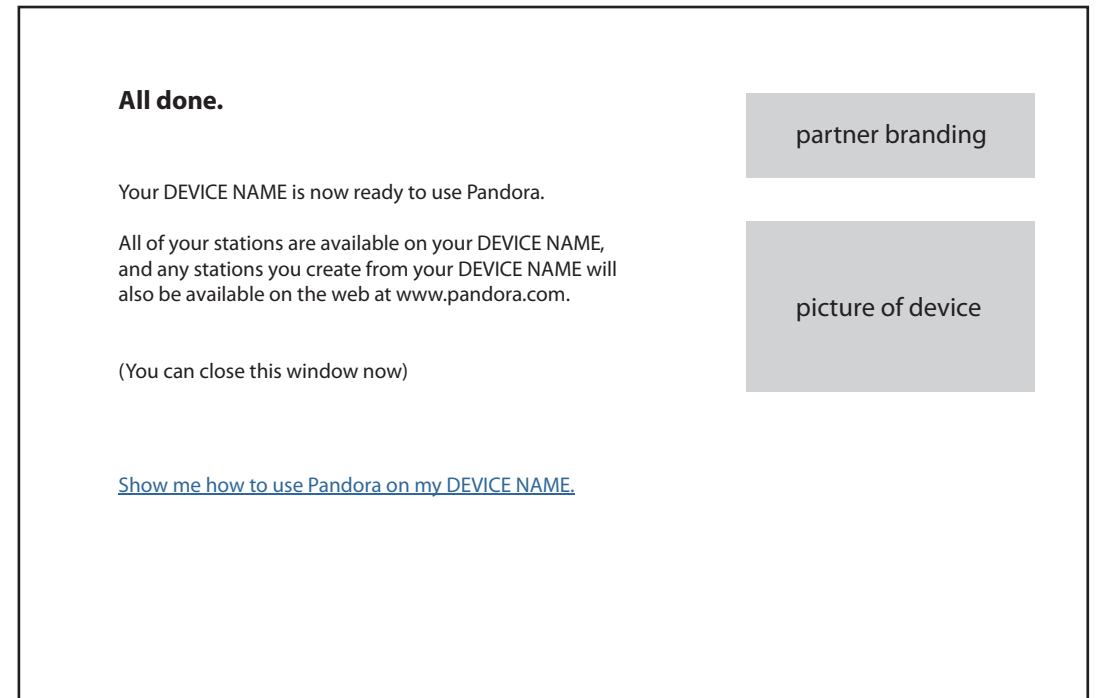 All done.
partner branding
Your DEVICE NAME is now ready to use Pandora.
All of your stations are available on your DEVICE NAME,
and any stations you create from your DEVICE NAME will
also be available on the web at www.pandora.com.
picture of device
(You can close this window now)
Show me how to use Pandora on my DEVICE NAME.